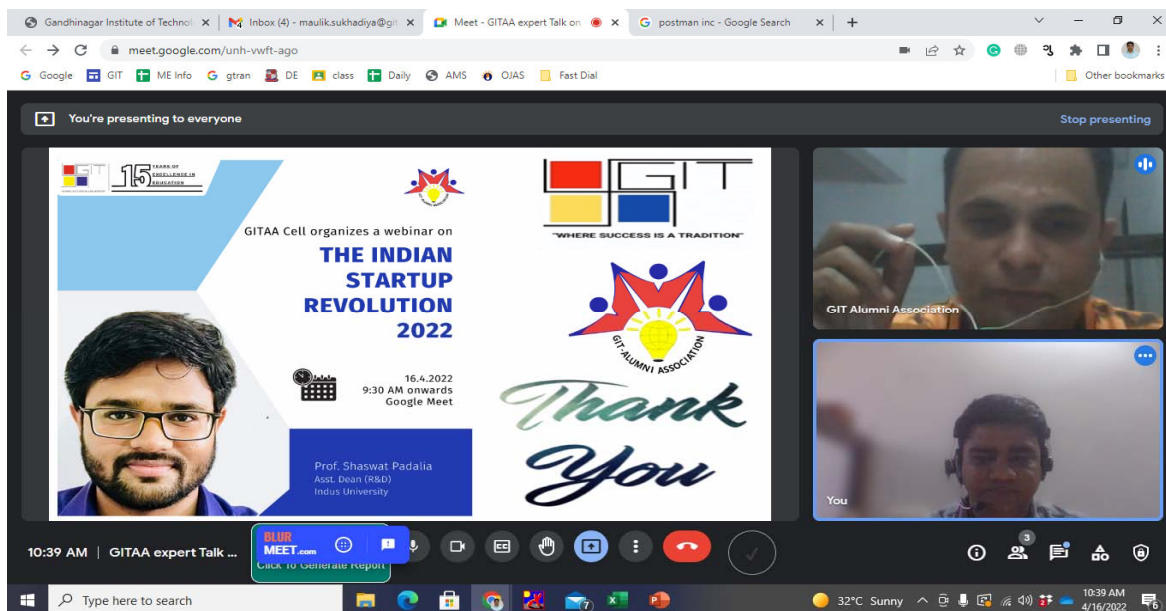 Gandhinagar Institute of Technol
Inbox (4) - maulik.sukhadiya@git
Meet - GITAA expert Talk on
postman inc - Google Search
meet.google.com/unh-vwft-ago
Google GIT ME Info gtran DE class Daily AMS OJAS Fast Dial Other bookmarks
You're presenting to everyone
Stop presenting
GIT
15 YEARS OF
EXCELLENCE IN
EDUCATION
GITAA Cell organizes a webinar on
THE INDIAN
STARTUP
REVOLUTION
2022
16.4.2022
9:30 AM onwards
Google Meet
Prof. Shaswat Padalia
Asst. Dean (R&D)
Indus University
GIT
"WHERE SUCCESS IS A TRADITION"
GIT-ALUMNI ASSOCIATION
Thank
You
GIT Alumni Association
You
10:39 AM | GITAA expert Talk ...
BLUR
MEET.com
Click To Generate Report
CC
3
Type here to search
7
32°C Sunny
10:39 AM
4/16/2022